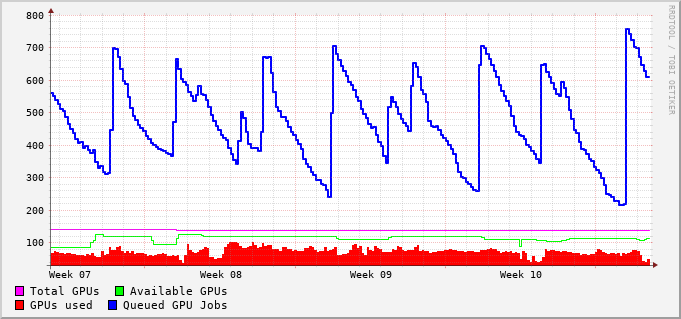 800
700
600
500
400
300
200
100
Week 07 Week 08 Week 09 Week 10
Total GPUs Available GPUs
GPUs used Queued GPU Jobs
RRDTOOL / TOBI OETIKER